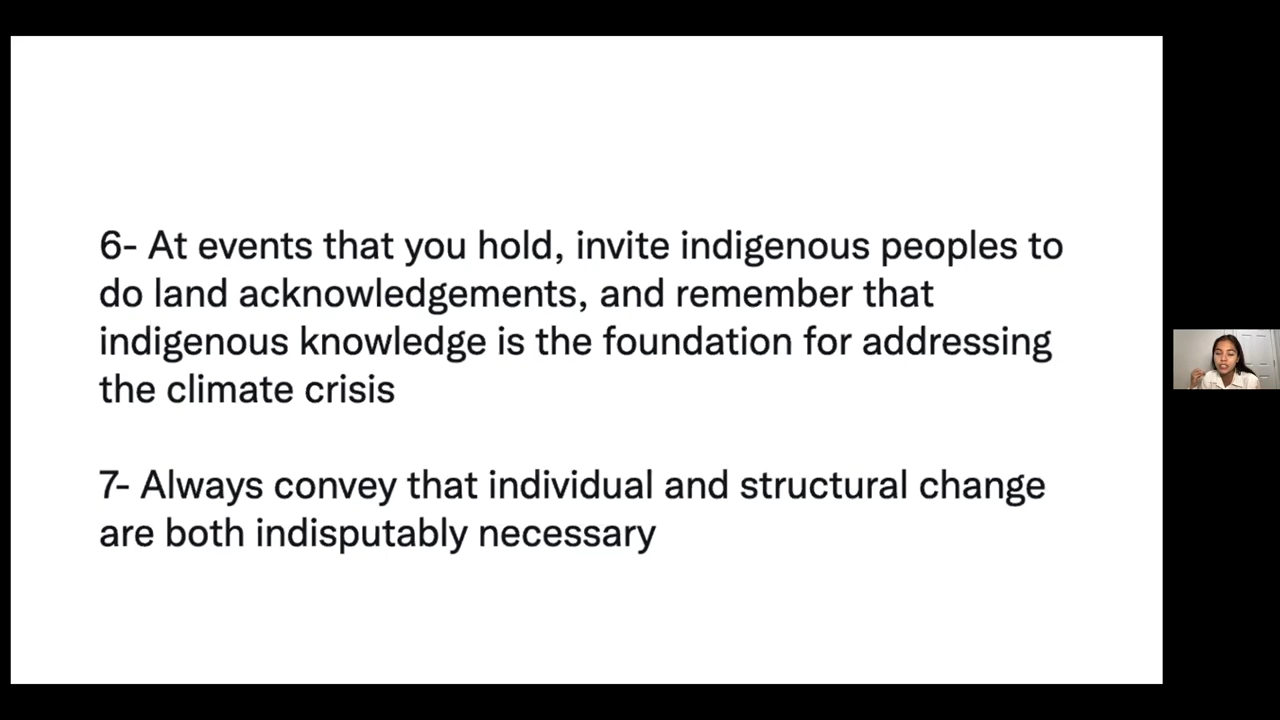 6- At events that you hold, invite indigenous peoples to
do land acknowledgements, and remember that
indigenous knowledge is the foundation for addressing
the climate crisis
7- Always convey that individual and structural change
are both indisputably necessary